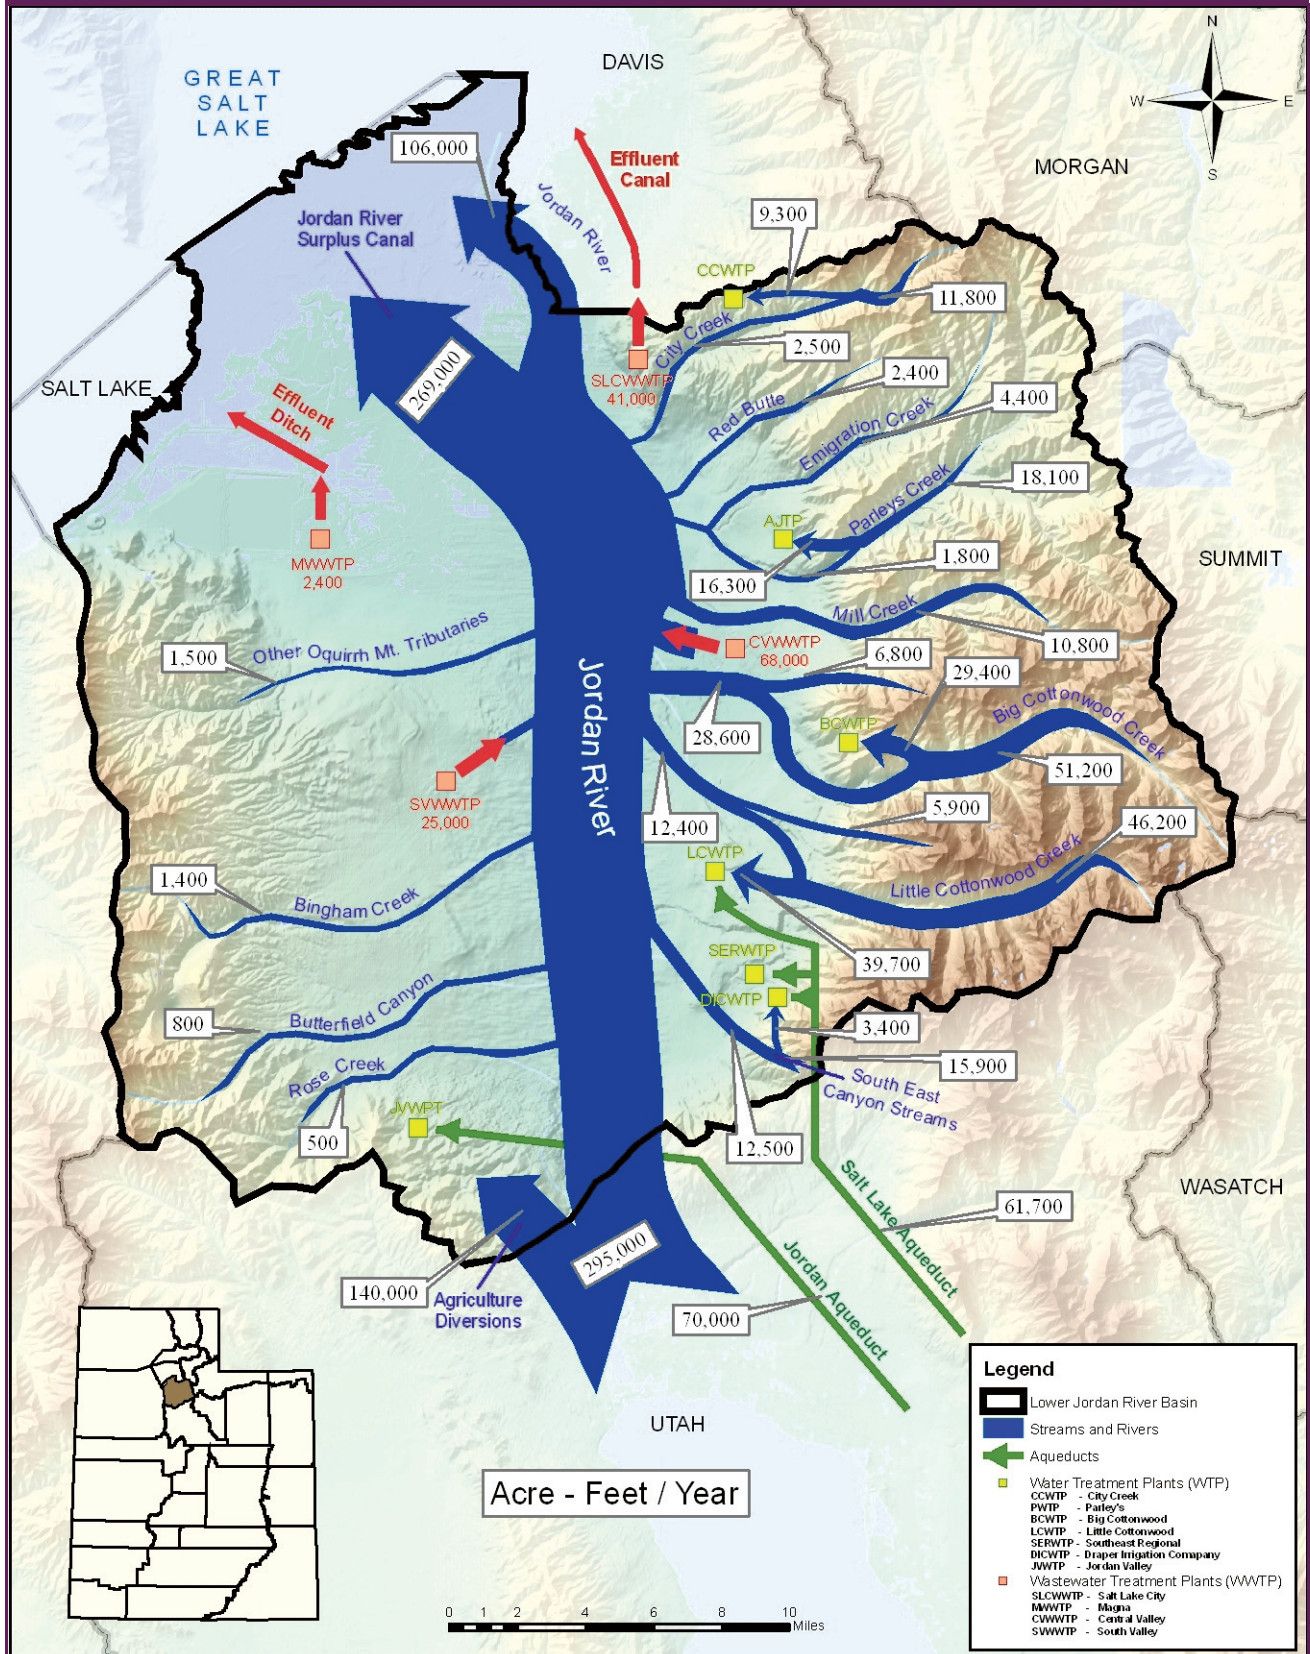 DAVIS
N
GREAT
SALT
LAKE
W
E
S
106,000
Effluent
Canal
MORGAN
Jordan River
Jordan River
Surplus Canal
9,300
CCWTP
11,800
City Creek
2,500
269,000
SLCWWTP
41,000
2,400
SALT LAKE
Red Butte
4,400
Effluent
Ditch
Emigration Creek
18,100
Parleys Creek
AJTP
MWWTP
2,400
1,800
SUMMIT
16,300
Mill Creek
10,800
Other Oquirrh Mt. Tributaries
1,500
CVWWTP
68,000
6,800
29,400
Jordan River
Big Cottonwood Creek
BCWTP
28,600
51,200
SVWWTP
25,000
5,900
12,400
46,200
LCWTP
1,400
Bingham Creek
Little Cottonwood Creek
SERWTP
39,700
DICWTP
Butterfield Canyon
800
3,400
15,900
Rose Creek
South East
Canyon Streams
JVWPT
500
12,500
Salt Lake Aqueduct
WASATCH
61,700
295,000
140,000
Agriculture
Diversions
Jordan Aqueduct
70,000
UTAH
Acre - Feet / Year
Legend
Lower Jordan River Basin
Streams and Rivers
Aqueducts
Water Treatment Plants (WTP)
CCWTP - City Creek
PWTP - Parley's
BCWTP - Big Cottonwood
LCWTP - Little Cottonwood
SERWTP - Southeast Regional
DICWTP - Draper Irrigation Comapany
JVWTP - Jordan Valley
Wastewater Treatment Plants (WWTP)
SLCWWTP - Salt Lake City
MWWTP - Magna
CVWWTP - Central Valley
SVWWTP - South Valley
0 1 2 4 6 8 10
Miles